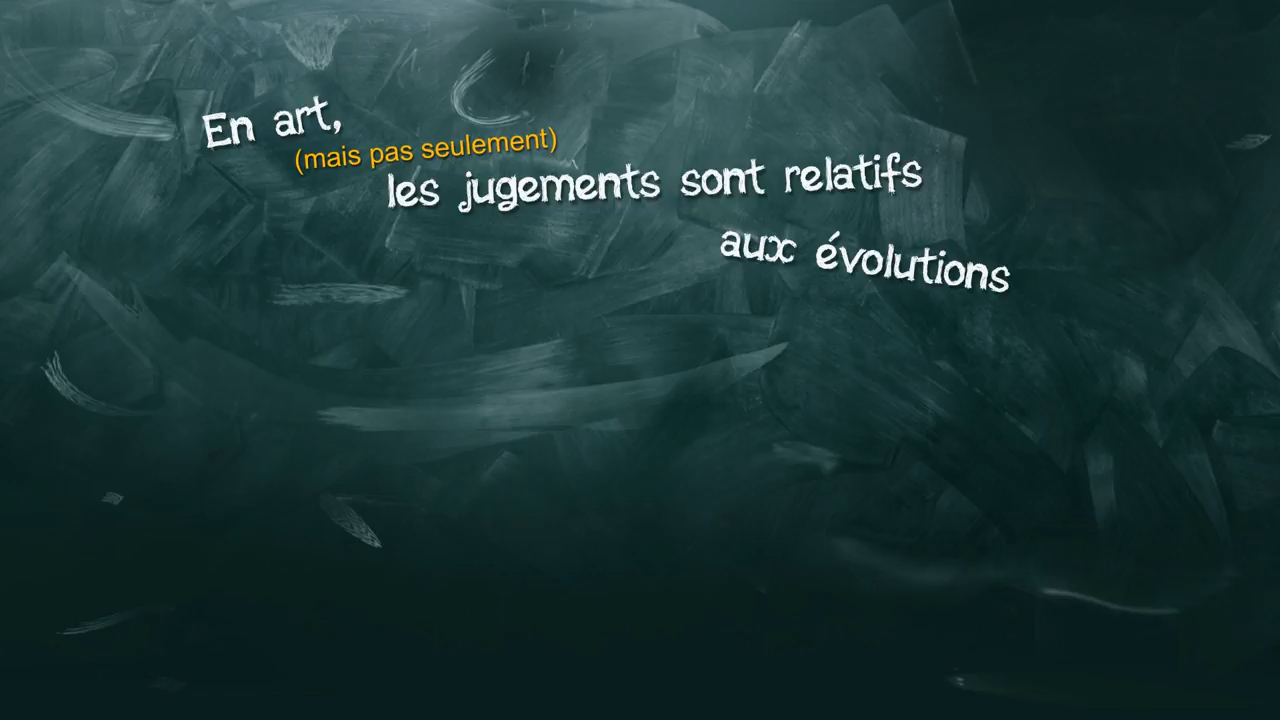 En art,
(mais pas seulement)
les jugements sont relatifs
aux évolutions